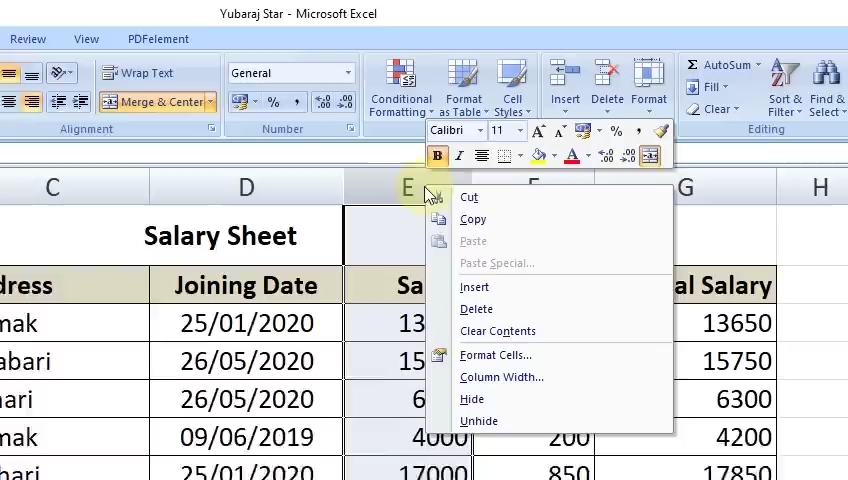 Yubaraj Star - Microsoft Excel
Review View PDFelement
Wrap Text General Conditional Formatting Format as Table Cell Styles Insert Delete Format Σ AutoSum Fill Clear Sort & Filter Find & Select
Merge & Center % ,
Alignment Number Editing
Calibri 11 A A % ,
B I A
C D E G H
Salary Sheet
dress Joining Date Sa al Salary
mak 25/01/2020 13 13650
abari 26/05/2020 15 15750
hari 26/05/2020 6 6300
mak 09/06/2019 4000 200 4200
hari 25/01/2020 17000 850 17850
Cut
Copy
Paste
Paste Special...
Insert
Delete
Clear Contents
Format Cells...
Column Width...
Hide
Unhide